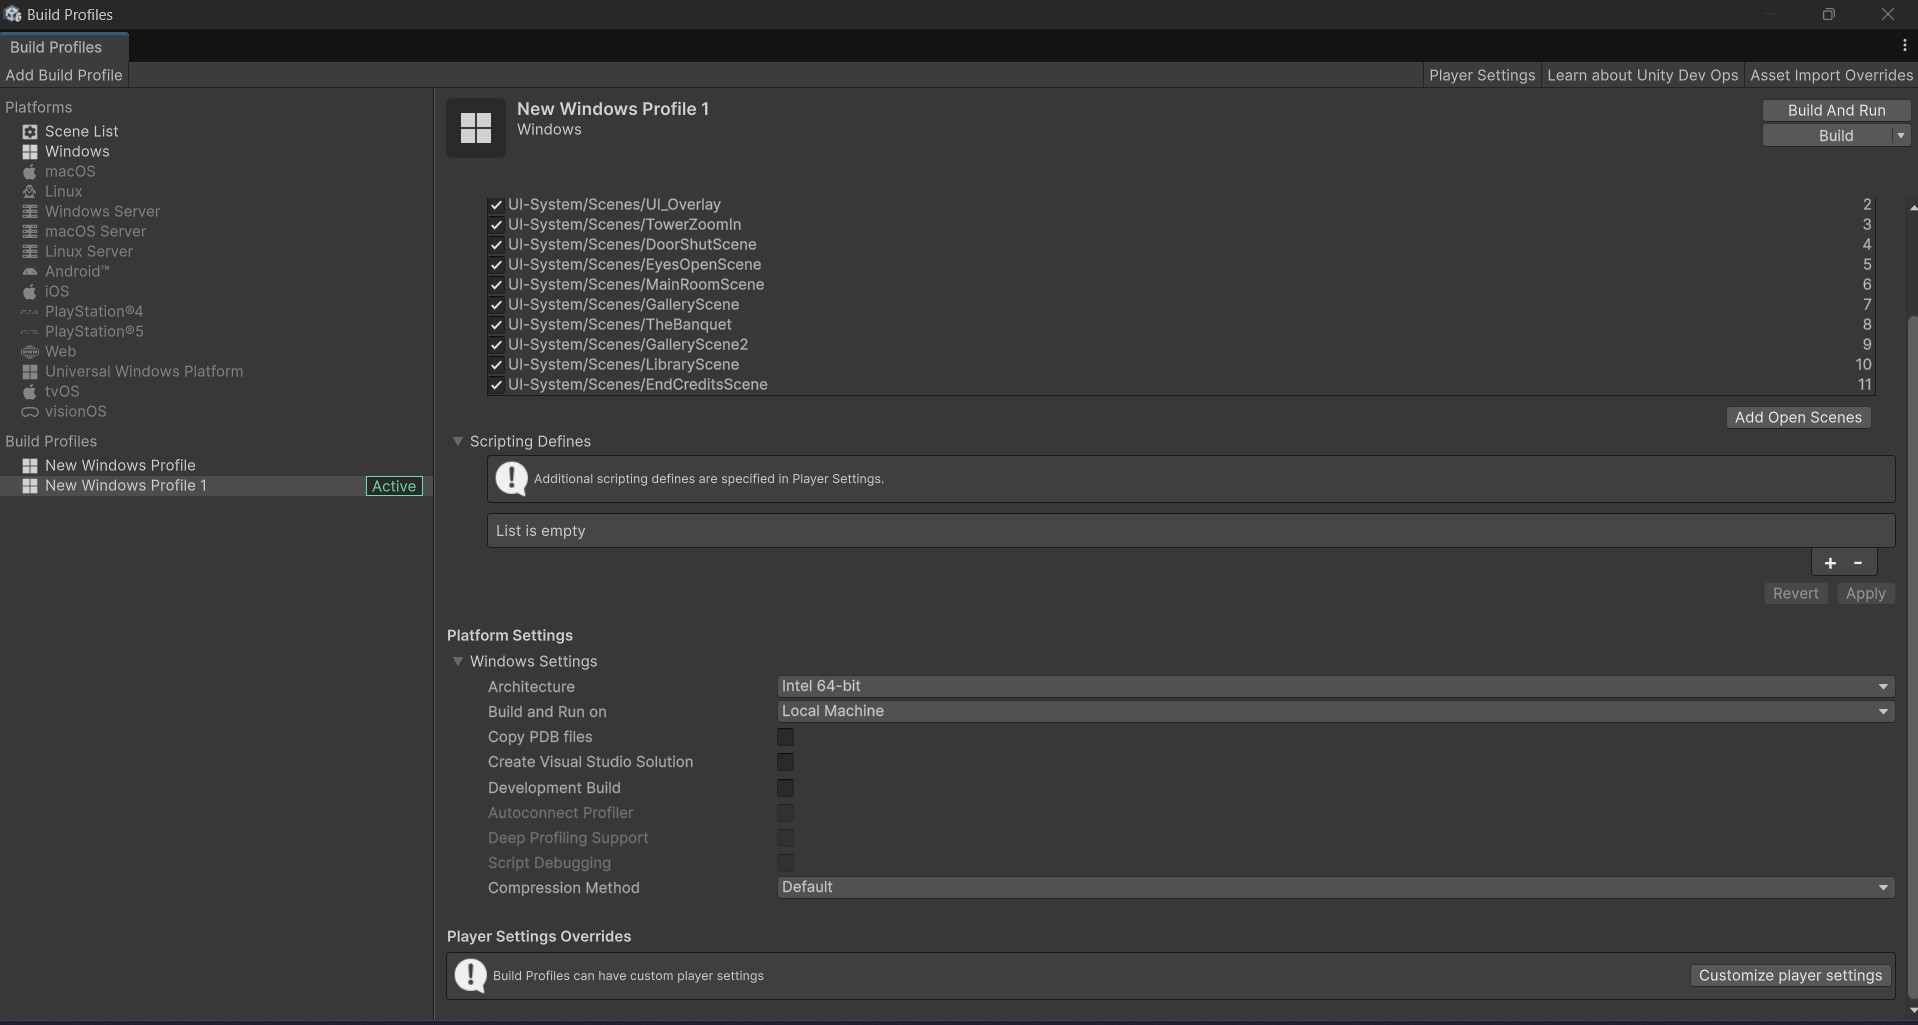 Build Profiles
Build Profiles
Add Build Profile
Player Settings
Learn about Unity Dev Ops
Asset Import Overrides
Platforms
Scene List
Windows
macOS
Linux
Windows Server
macOS Server
Linux Server
Android™
iOS
PlayStation®4
PlayStation®5
Web
Universal Windows Platform
tvOS
visionOS
Build Profiles
New Windows Profile
New Windows Profile 1
Active
New Windows Profile 1
Windows
Build And Run
Build
UI-System/Scenes/UI_Overlay 2
UI-System/Scenes/TowerZoomIn 3
UI-System/Scenes/DoorShutScene 4
UI-System/Scenes/EyesOpenScene 5
UI-System/Scenes/MainRoomScene 6
UI-System/Scenes/GalleryScene 7
UI-System/Scenes/TheBanquet 8
UI-System/Scenes/GalleryScene2 9
UI-System/Scenes/LibraryScene 10
UI-System/Scenes/EndCreditsScene 11
Add Open Scenes
Scripting Defines
Additional scripting defines are specified in Player Settings.
List is empty
+ -
Revert
Apply
Platform Settings
Windows Settings
Architecture Intel 64-bit
Build and Run on Local Machine
Copy PDB files
Create Visual Studio Solution
Development Build
Autoconnect Profiler
Deep Profiling Support
Script Debugging
Compression Method Default
Player Settings Overrides
Build Profiles can have custom player settings
Customize player settings